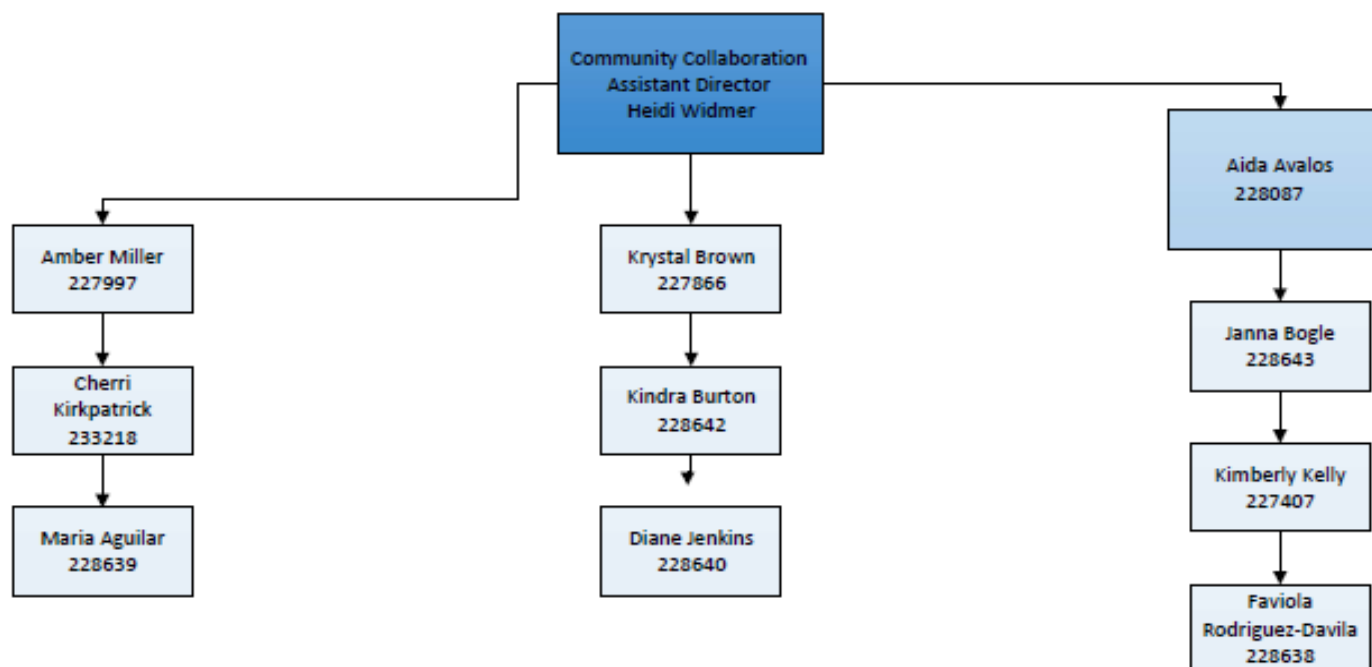 Community Collaboration
Assistant Director
Heidi Widmer
Aida Avalos
228087
Amber Miller
227997
Krystal Brown
227866
Janna Bogle
228643
Cherri
Kirkpatrick
233218
Kindra Burton
228642
Kimberly Kelly
227407
Maria Aguilar
228639
Diane Jenkins
228640
Faviola
Rodriguez-Davila
228638